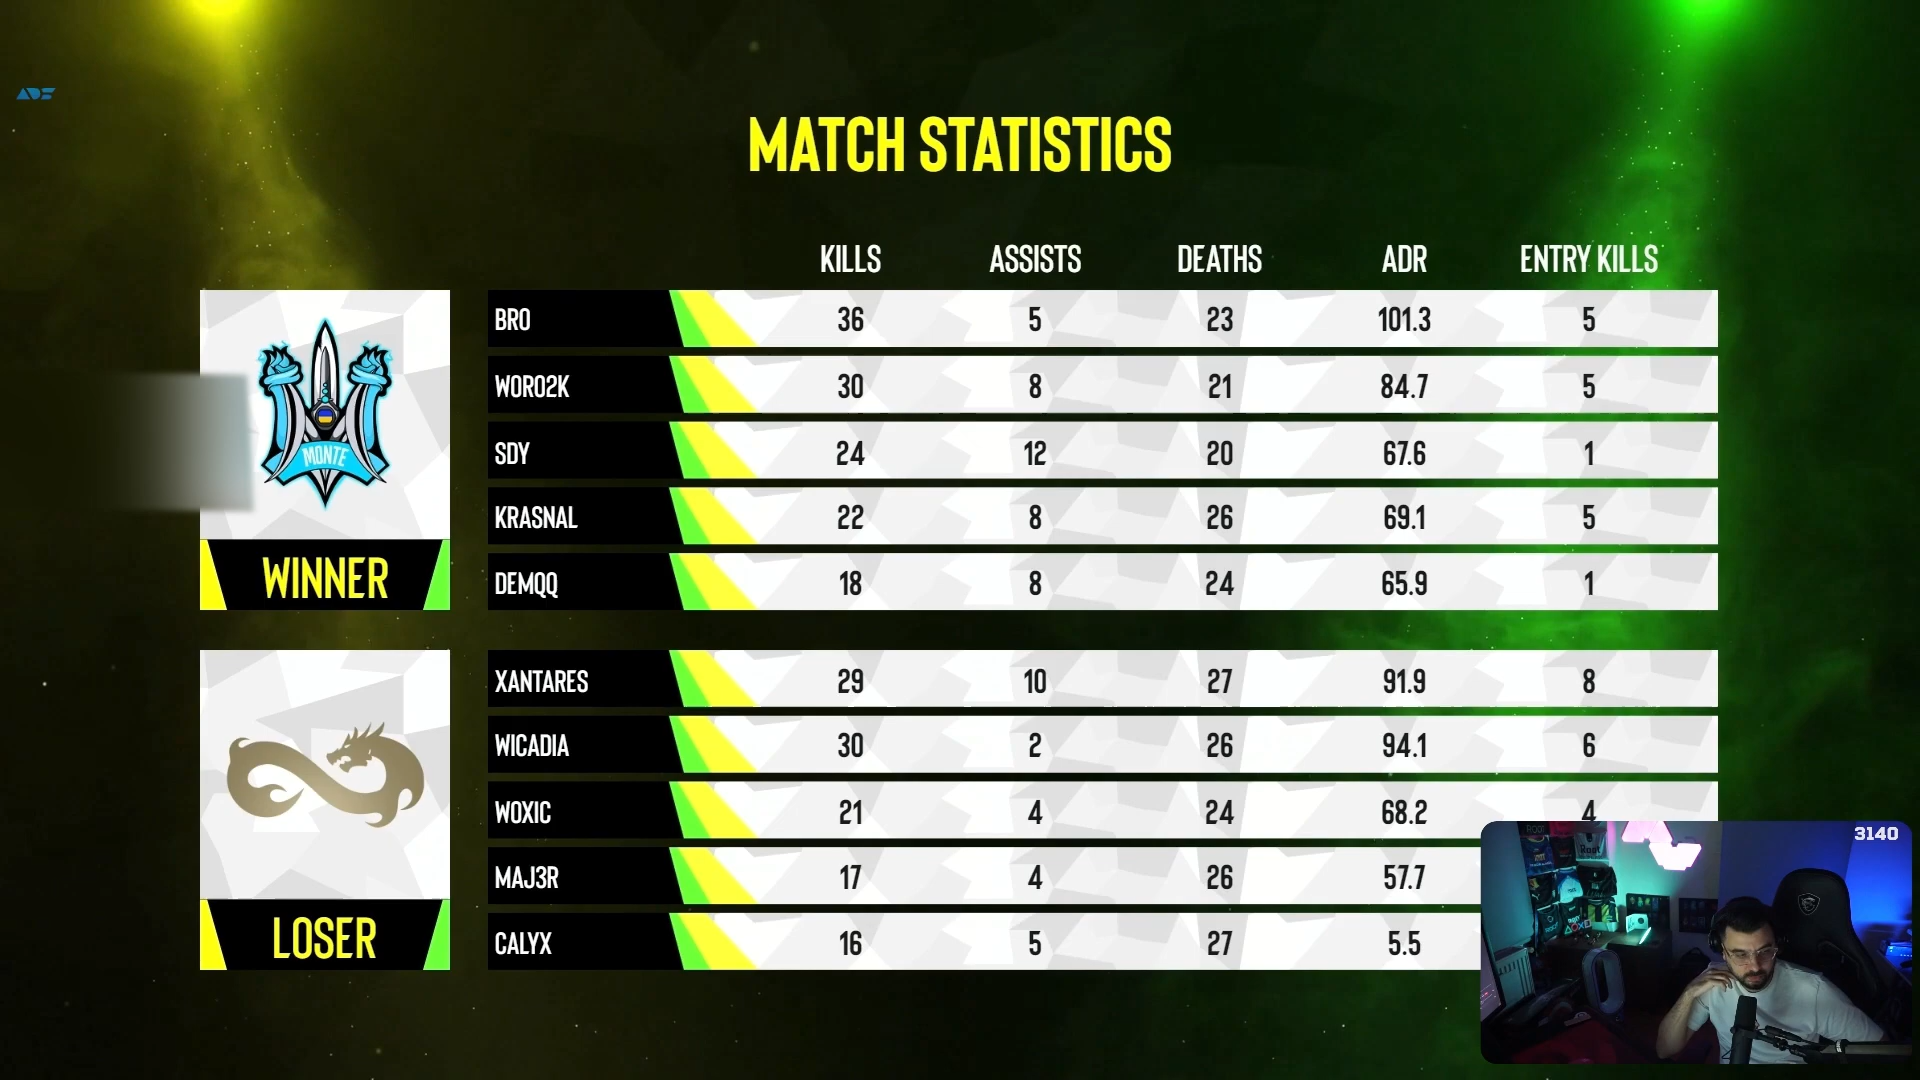 ADE
MATCH STATISTICS
KILLS ASSISTS DEATHS ADR ENTRY KILLS
BRO 36 5 23 101.3 5
WORO2K 30 8 21 84.7 5
SDY 24 12 20 67.6 1
KRASNAL 22 8 26 69.1 5
DEMQQ 18 8 24 65.9 1
MONTE
WINNER
XANTARES 29 10 27 91.9 8
WICADIA 30 2 26 94.1 6
WOXIC 21 4 24 68.2 4
MAJ3R 17 4 26 57.7
CALYX 16 5 27 5.5
LOSER
3140
Root